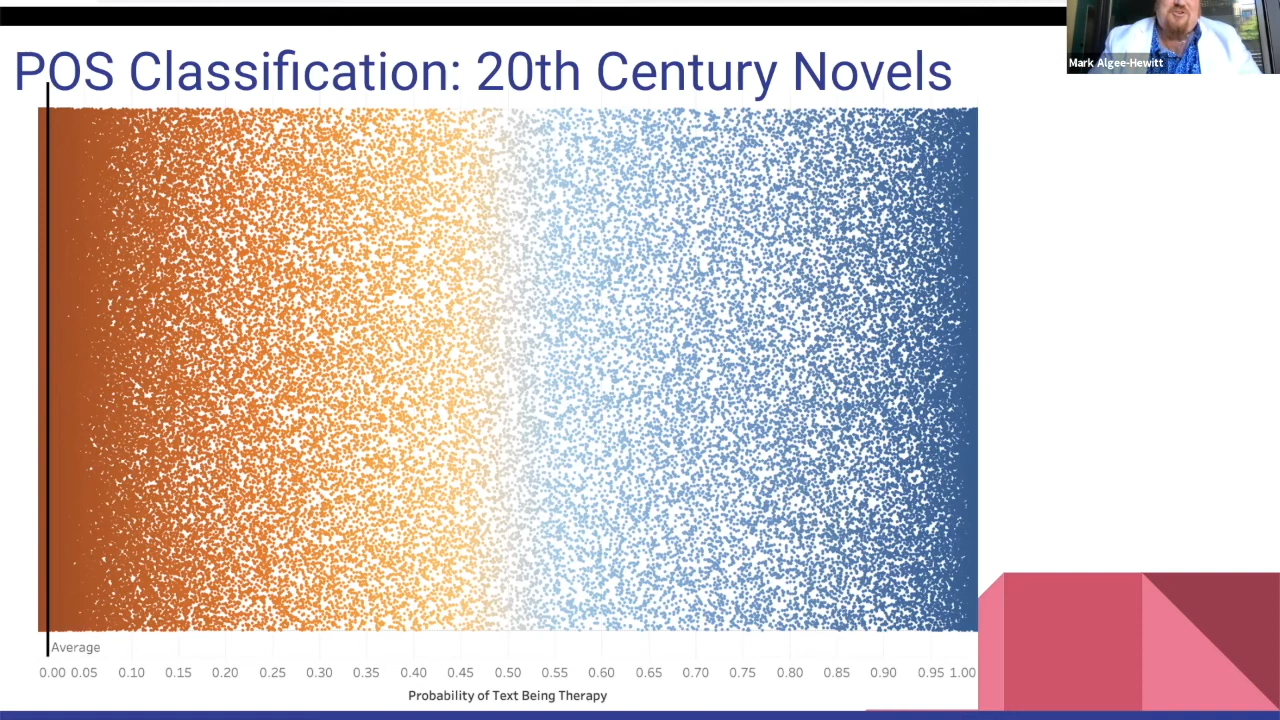 POS Classification: 20th Century Novels
Mark Algee-Hewitt
Average
0.00 0.05 0.10 0.15 0.20 0.25 0.30 0.35 0.40 0.45 0.50 0.55 0.60 0.65 0.70 0.75 0.80 0.85 0.90 0.95 1.00
Probability of Text Being Therapy